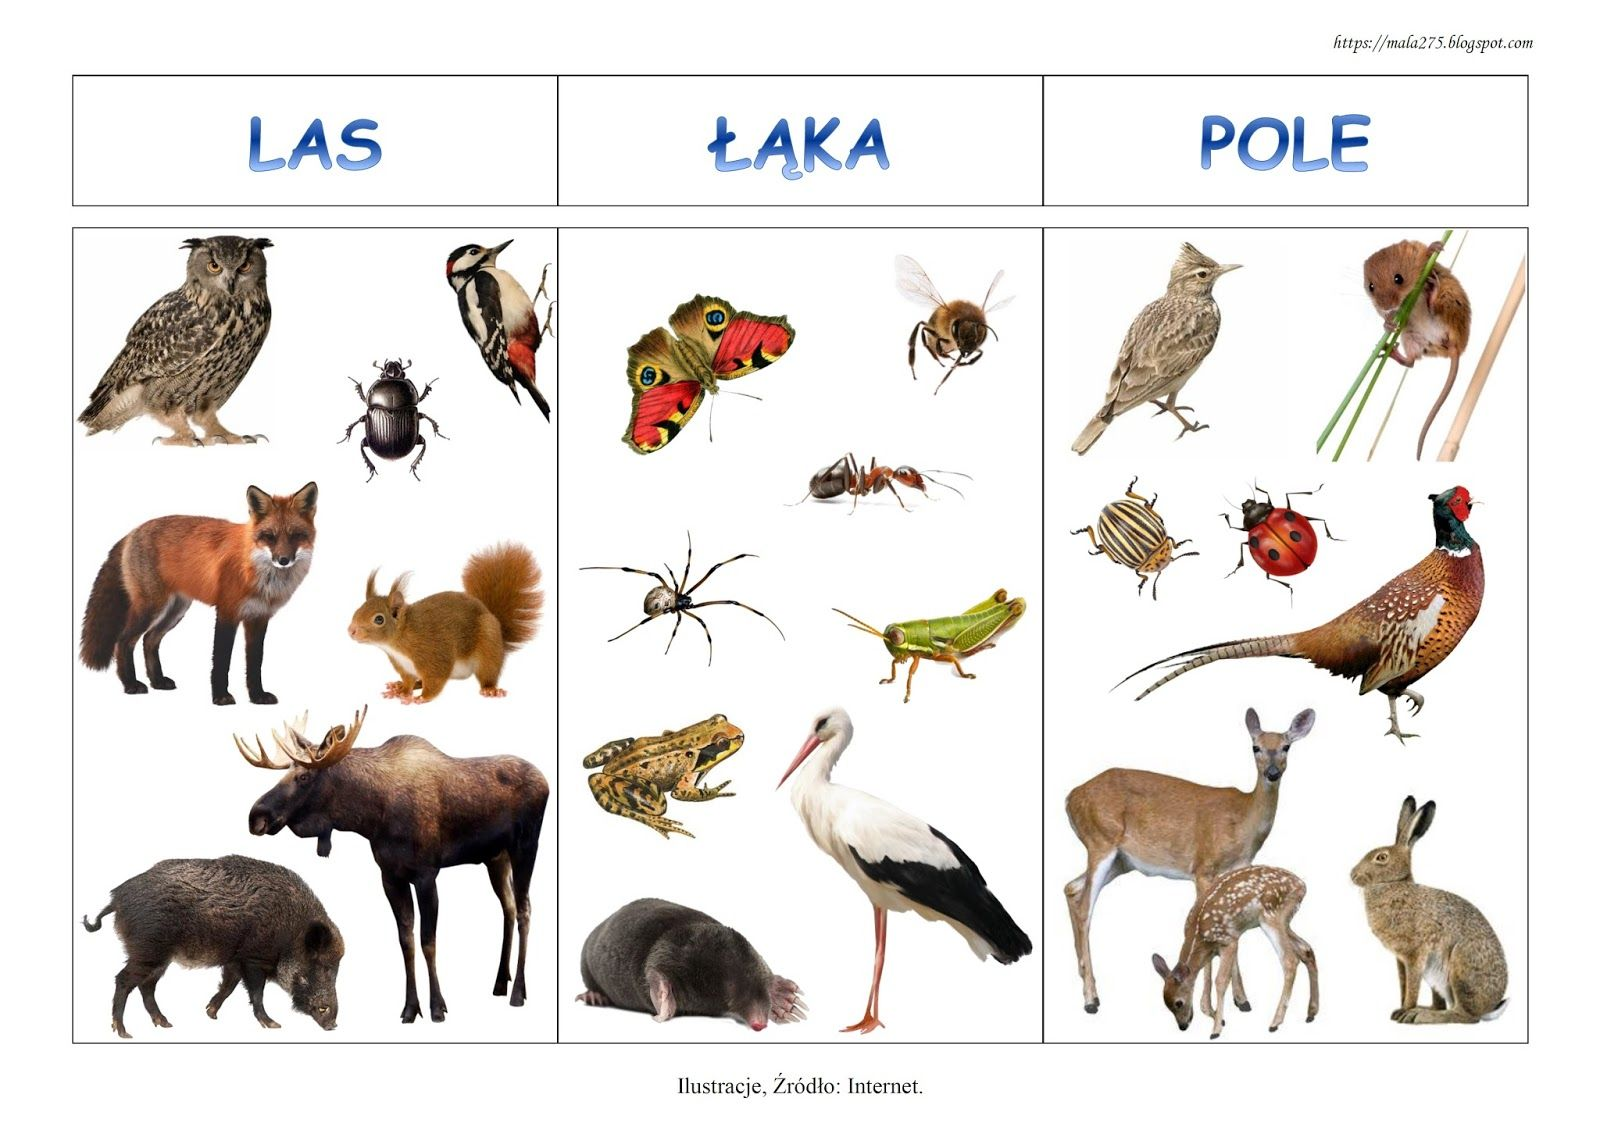 https://mala275.blogspot.com
LAS ŁĄKA POLE
Ilustracje, Źródło: Internet.